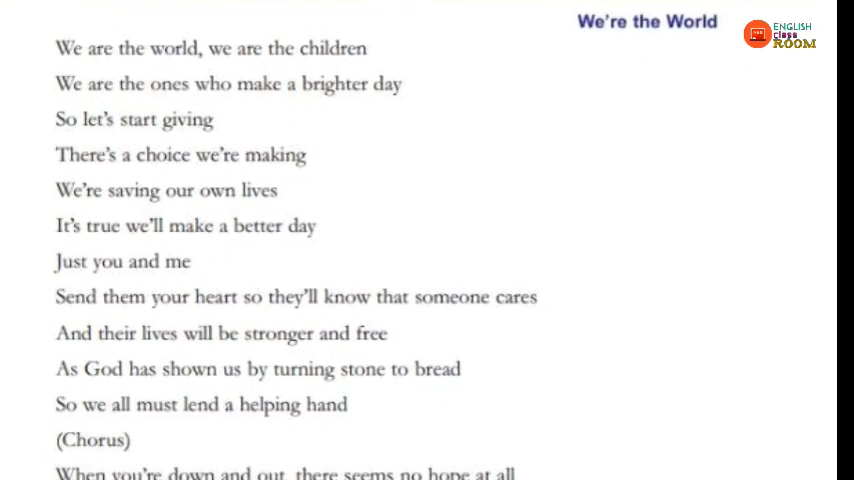 We're the World
ENGLISH
class
ROOM
We are the world, we are the children
We are the ones who make a brighter day
So let's start giving
There's a choice we're making
We're saving our own lives
It's true we'll make a better day
Just you and me
Send them your heart so they'll know that someone cares
And their lives will be stronger and free
As God has shown us by turning stone to bread
So we all must lend a helping hand
(Chorus)
When you're down and out, there seems no hope at all